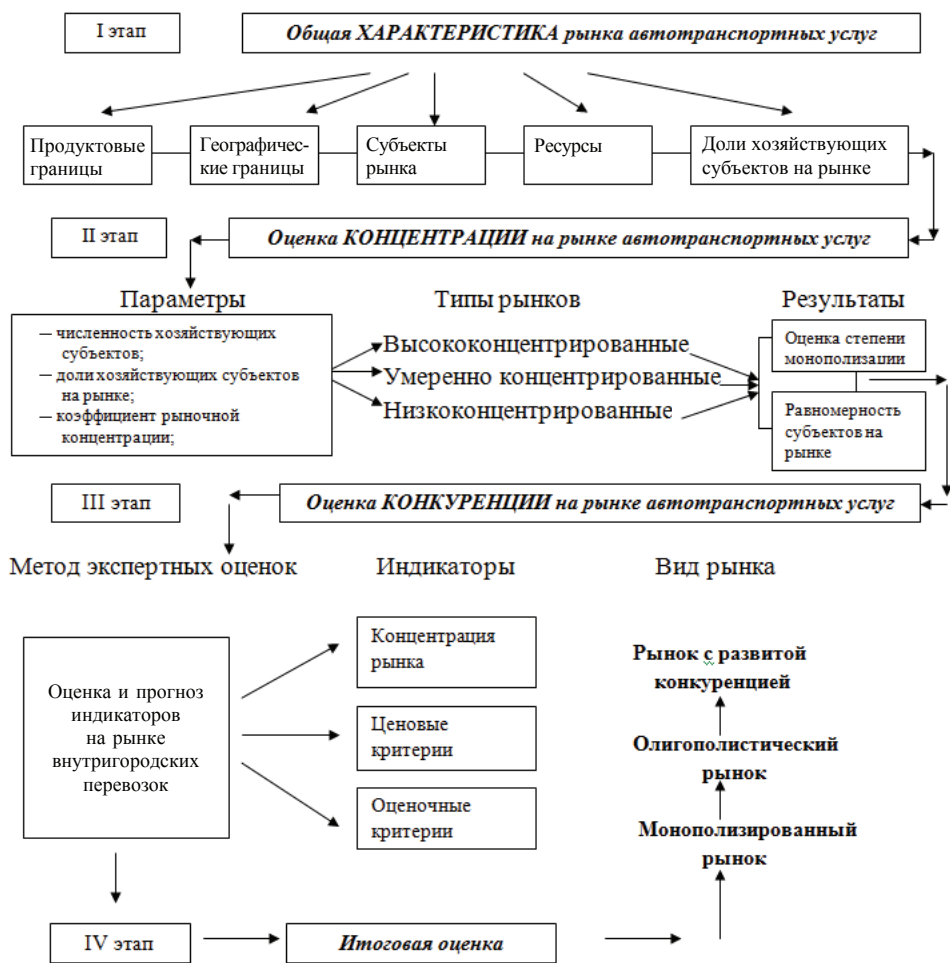 I этап
Общая ХАРАКТЕРИСТИКА рынка автотранспортных услуг
Продуктовые
границы
Географичес-
кие границы
Субъекты
рынка
Ресурсы
Доли хозяйствующих
субъектов на рынке
II этап
Оценка КОНЦЕНТРАЦИИ на рынке автотранспортных услуг
Параметры
Типы рынков
Результаты
— численность хозяйствующих
субъектов;
— доли хозяйствующих субъектов
на рынке;
— коэффициент рыночной
концентрации;
Высококонцентрированные
Умеренно концентрированные
Низкоконцентрированные
Оценка степени
монополизации
Равномерность
субъектов на
рынке
III этап
Оценка КОНКУРЕНЦИИ на рынке автотранспортных услуг
Метод экспертных оценок
Индикаторы
Вид рынка
Оценка и прогноз
индикаторов
на рынке
внутригородских
перевозок
Концентрация
рынка
Ценовые
критерии
Оценочные
критерии
Рынок с развитой
конкуренцией
Олигополистический
рынок
Монополизированный
рынок
IV этап
Итоговая оценка